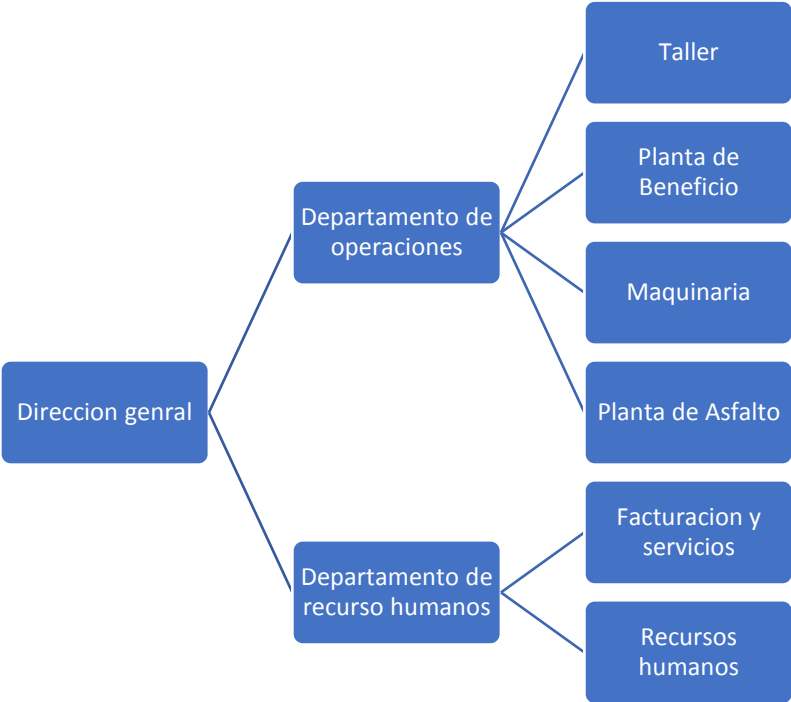 Taller
Planta de
Beneficio
Departamento de
operaciones
Maquinaria
Direccion genral
Planta de Asfalto
Facturacion y
servicios
Departamento de
recurso humanos
Recursos
humanos